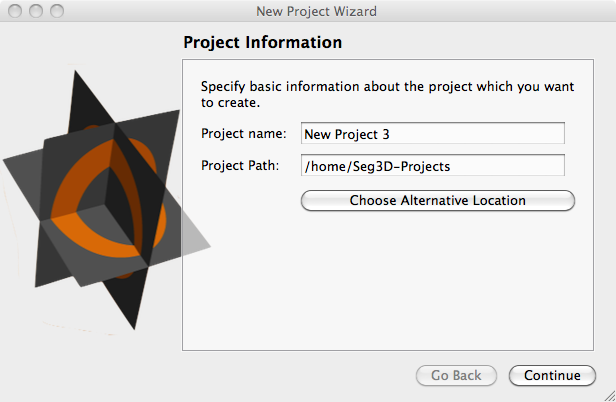 New Project Wizard
Project Information
Specify basic information about the project which you want
to create.
Project name: New Project 3
Project Path: /home/Seg3D-Projects
Choose Alternative Location
Go Back Continue